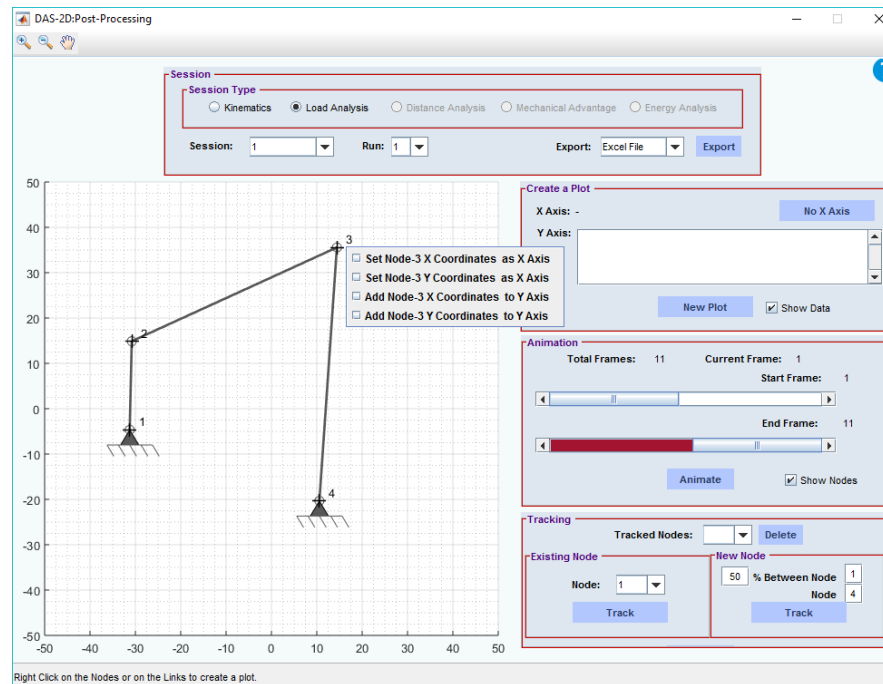 DAS-2D:Post-Processing
Session
Session Type
Kinematics Load Analysis Distance Analysis Mechanical Advantage Energy Analysis
Session: 1 Run: 1 Export: Excel File Export
Create a Plot
X Axis: - No X Axis
Y Axis:
New Plot Show Data
50
40
30
20
10
0
-10
-20
-30
-40
-50
-50 -40 -30 -20 -10 0 10 20 30 40 50
3
2
1
4
Set Node-3 X Coordinates as X Axis
Set Node-3 Y Coordinates as X Axis
Add Node-3 X Coordinates to Y Axis
Add Node-3 Y Coordinates to Y Axis
Animation
Total Frames: 11 Current Frame: 1
Start Frame: 1
End Frame: 11
Animate Show Nodes
Tracking
Tracked Nodes: Delete
Existing Node
Node: 1
Track
New Node
50 % Between Node 1
Node 4
Track
Right Click on the Nodes or on the Links to create a plot.